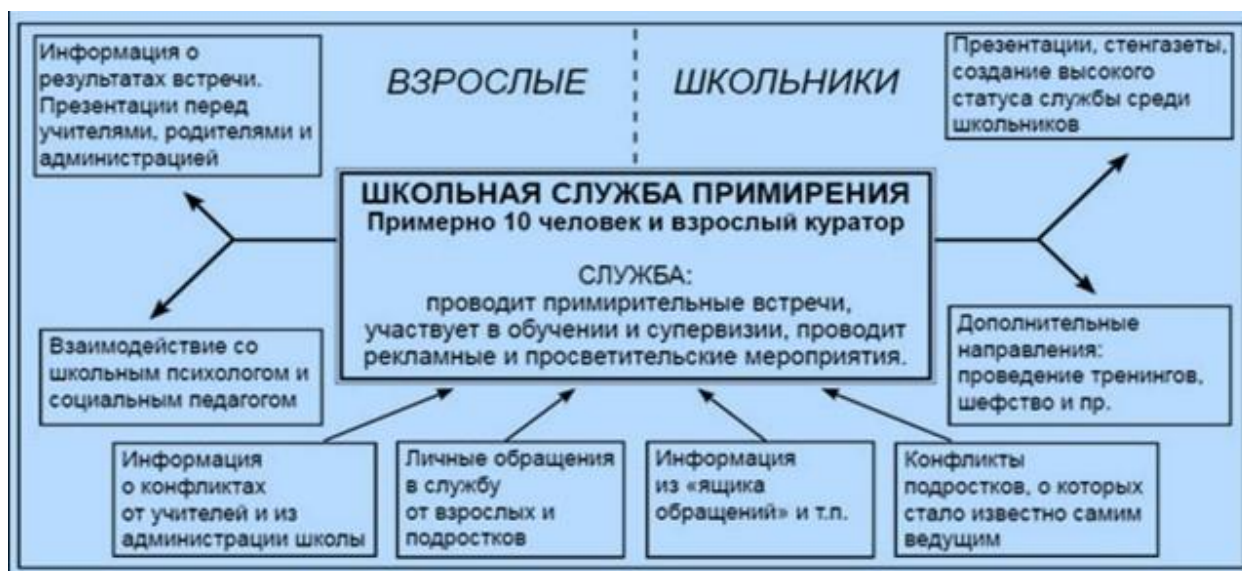 Информация о
результатах встречи.
Презентации перед
учителями, родителями и
администрацией
ВЗРОСЛЫЕ
ШКОЛЬНИКИ
Презентации, стенгазеты,
создание высокого
статуса службы среди
школьников
ШКОЛЬНАЯ СЛУЖБА ПРИМИРЕНИЯ
Примерно 10 человек и взрослый куратор
СЛУЖБА:
проводит примирительные встречи,
участвует в обучении и супервизии, проводит
рекламные и просветительские мероприятия.
Взаимодействие со
школьным психологом и
социальным педагогом
Дополнительные
направления:
проведение тренингов,
шефство и пр.
Информация
о конфликтах
от учителей и из
администрации школы
Личные обращения
в службу
от взрослых и
подростков
Информация
из «ящика
обращений» и т.п.
Конфликты
подростков, о которых
стало известно самим
ведущим